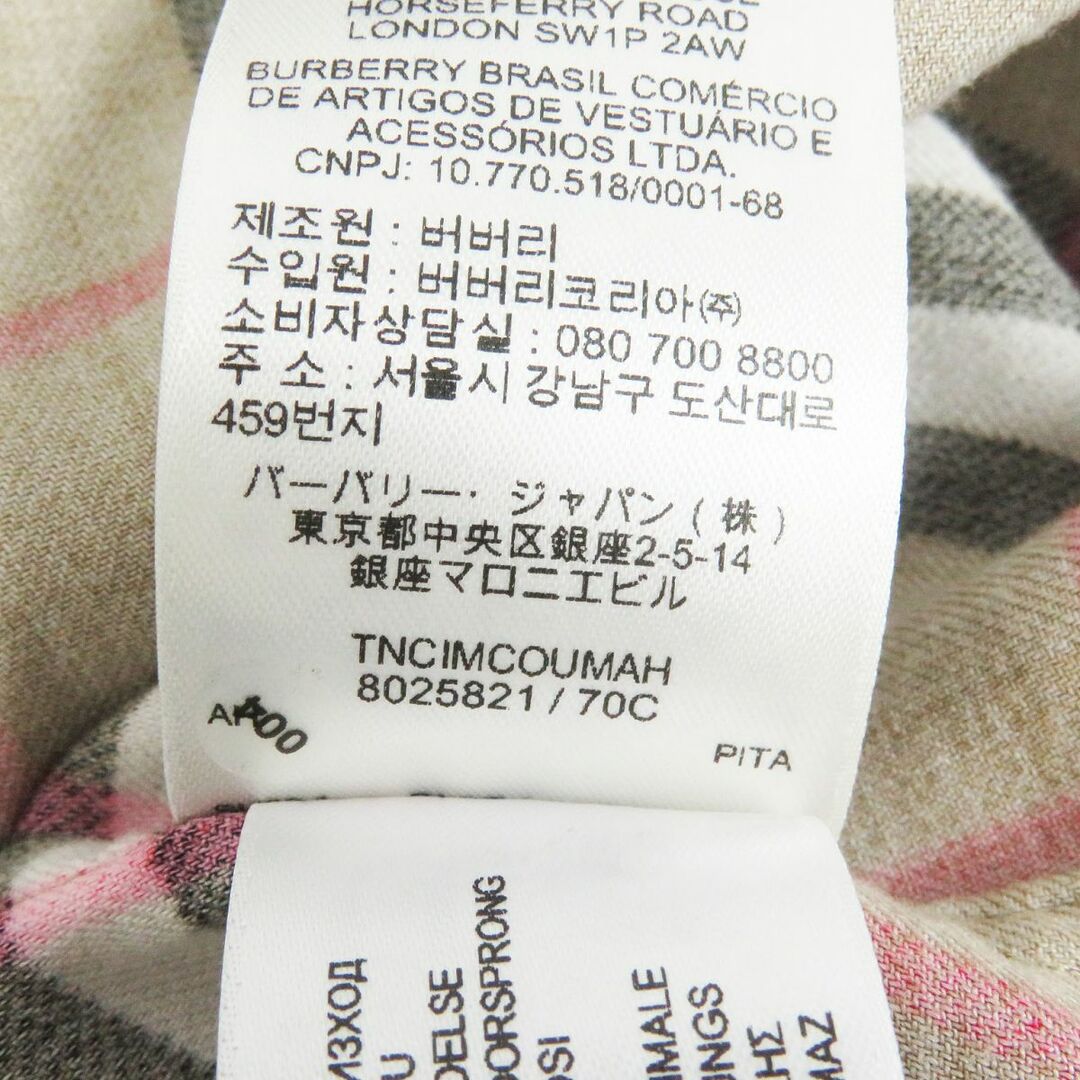 HORSEFERRY ROAD
LONDON SW1P 2AW
BURBERRY BRASIL COMÉRCIO
DE ARTIGOS DE VESTUÁRIO E
ACESSÓRIOS LTDA.
CNPJ: 10.770.518/0001-68
제조원 : 버버리
수입원 : 버버리코리아㈜
소비자상담실 : 080 700 8800
주 소 : 서울시 강남구 도산대로
459번지
バーバリー・ジャパン(株)
東京都中央区銀座2-5-14
銀座マロニエビル
TNCIMCOUMAH
8025821 / 70C
400
PITA